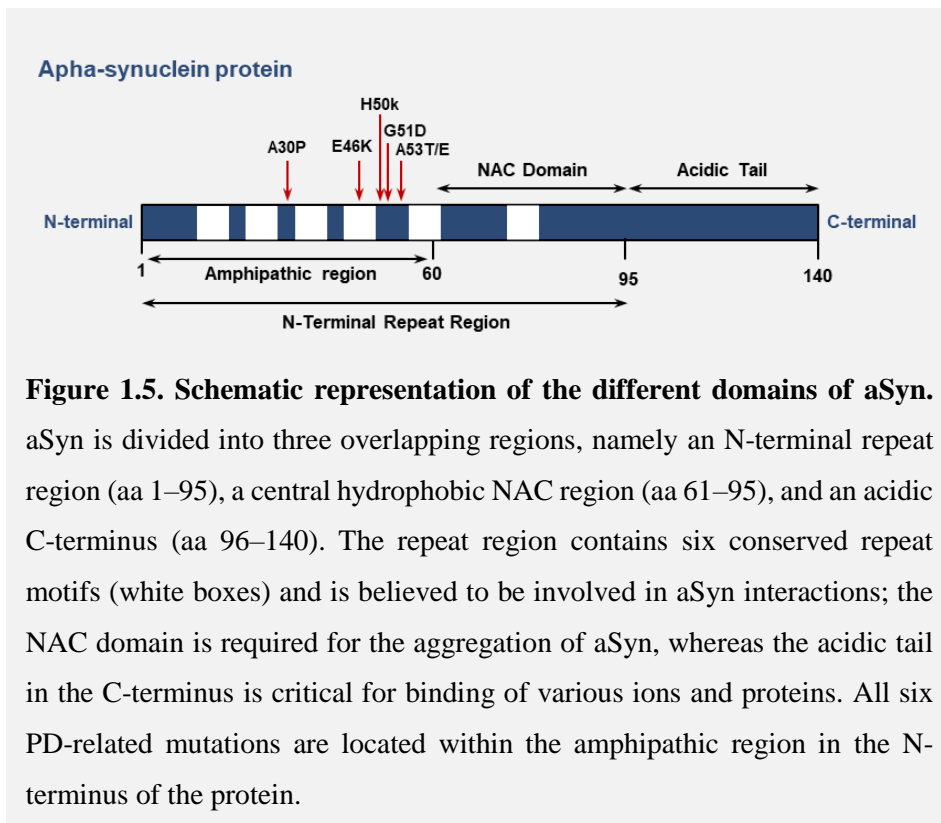 Apha-synuclein protein
H50k
G51D
A30P
E46K
A53T/E
NAC Domain
Acidic Tail
N-terminal
C-terminal
1
Amphipathic region
60
95
140
N-Terminal Repeat Region
Figure 1.5. Schematic representation of the different domains of aSyn.
aSyn is divided into three overlapping regions, namely an N-terminal repeat
region (aa 1–95), a central hydrophobic NAC region (aa 61–95), and an acidic
C-terminus (aa 96–140). The repeat region contains six conserved repeat
motifs (white boxes) and is believed to be involved in aSyn interactions; the
NAC domain is required for the aggregation of aSyn, whereas the acidic tail
in the C-terminus is critical for binding of various ions and proteins. All six
PD-related mutations are located within the amphipathic region in the N-
terminus of the protein.